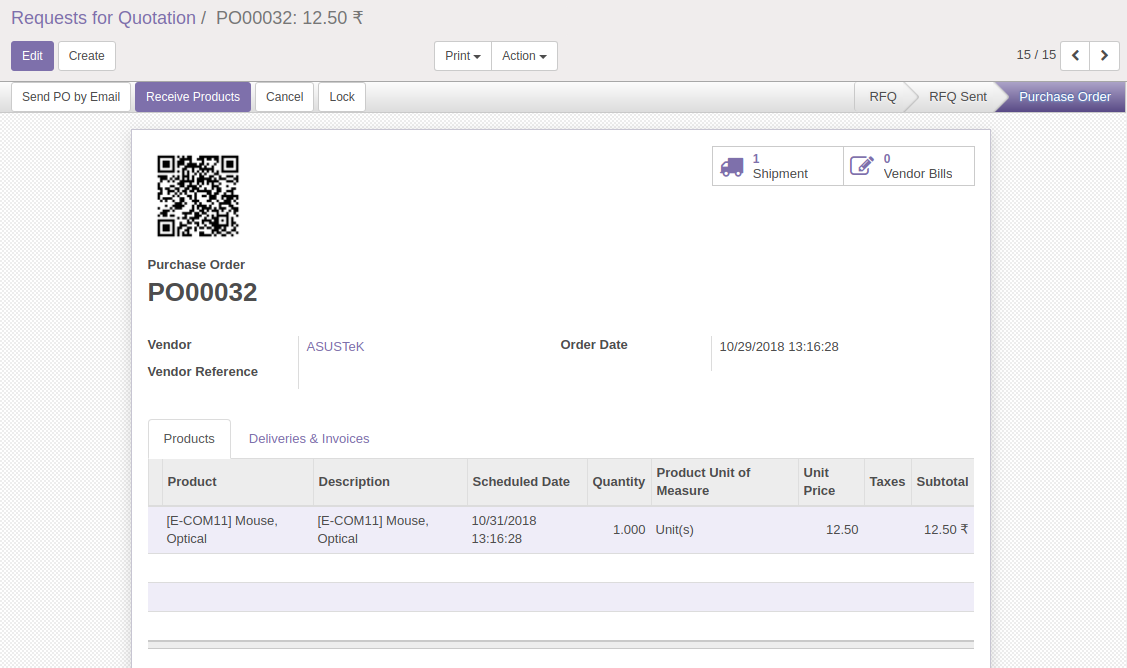 Requests for Quotation / PO00032: 12.50 ₹
Edit Create Print Action 15 / 15
Send PO by Email Receive Products Cancel Lock RFQ RFQ Sent Purchase Order
1
Shipment
0
Vendor Bills
Purchase Order
PO00032
Vendor ASUSTeK Order Date 10/29/2018 13:16:28
Vendor Reference
Products Deliveries & Invoices
Product Description Scheduled Date Quantity Product Unit of Measure Unit Price Taxes Subtotal
[E-COM11] Mouse, Optical [E-COM11] Mouse, Optical 10/31/2018 13:16:28 1.000 Unit(s) 12.50 12.50 ₹